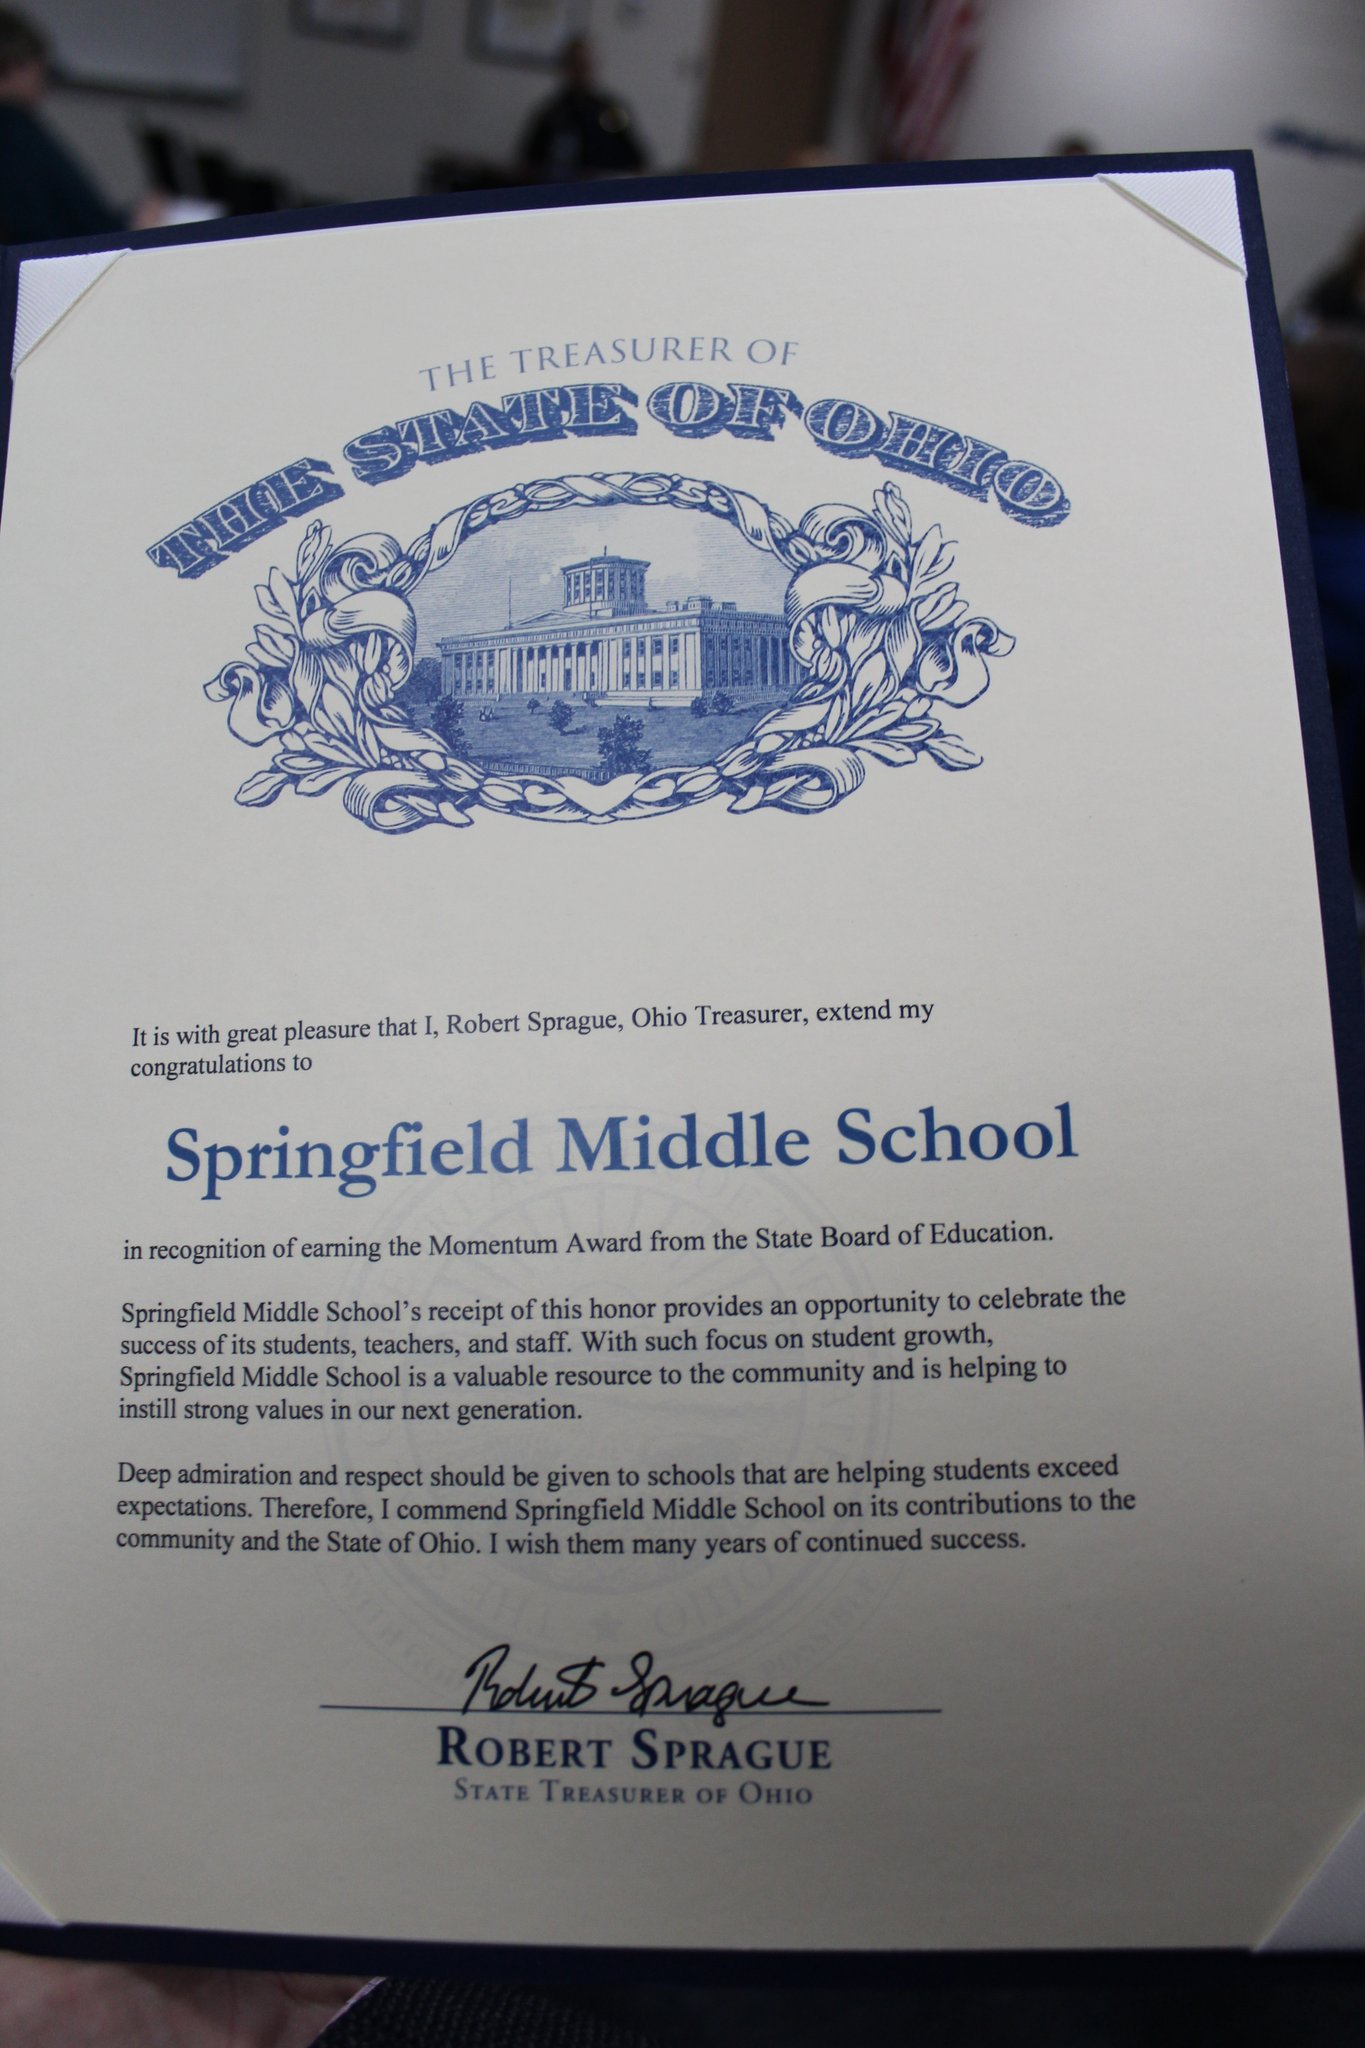 THE TREASURER OF
THE STATE OF OHIO
It is with great pleasure that I, Robert Sprague, Ohio Treasurer, extend my
congratulations to
Springfield Middle School
in recognition of earning the Momentum Award from the State Board of Education.
Springfield Middle School's receipt of this honor provides an opportunity to celebrate the
success of its students, teachers, and staff. With such focus on student growth,
Springfield Middle School is a valuable resource to the community and is helping to
instill strong values in our next generation.
Deep admiration and respect should be given to schools that are helping students exceed
expectations. Therefore, I commend Springfield Middle School on its contributions to the
community and the State of Ohio. I wish them many years of continued success.
Robert Sprague
ROBERT SPRAGUE
STATE TREASURER OF OHIO